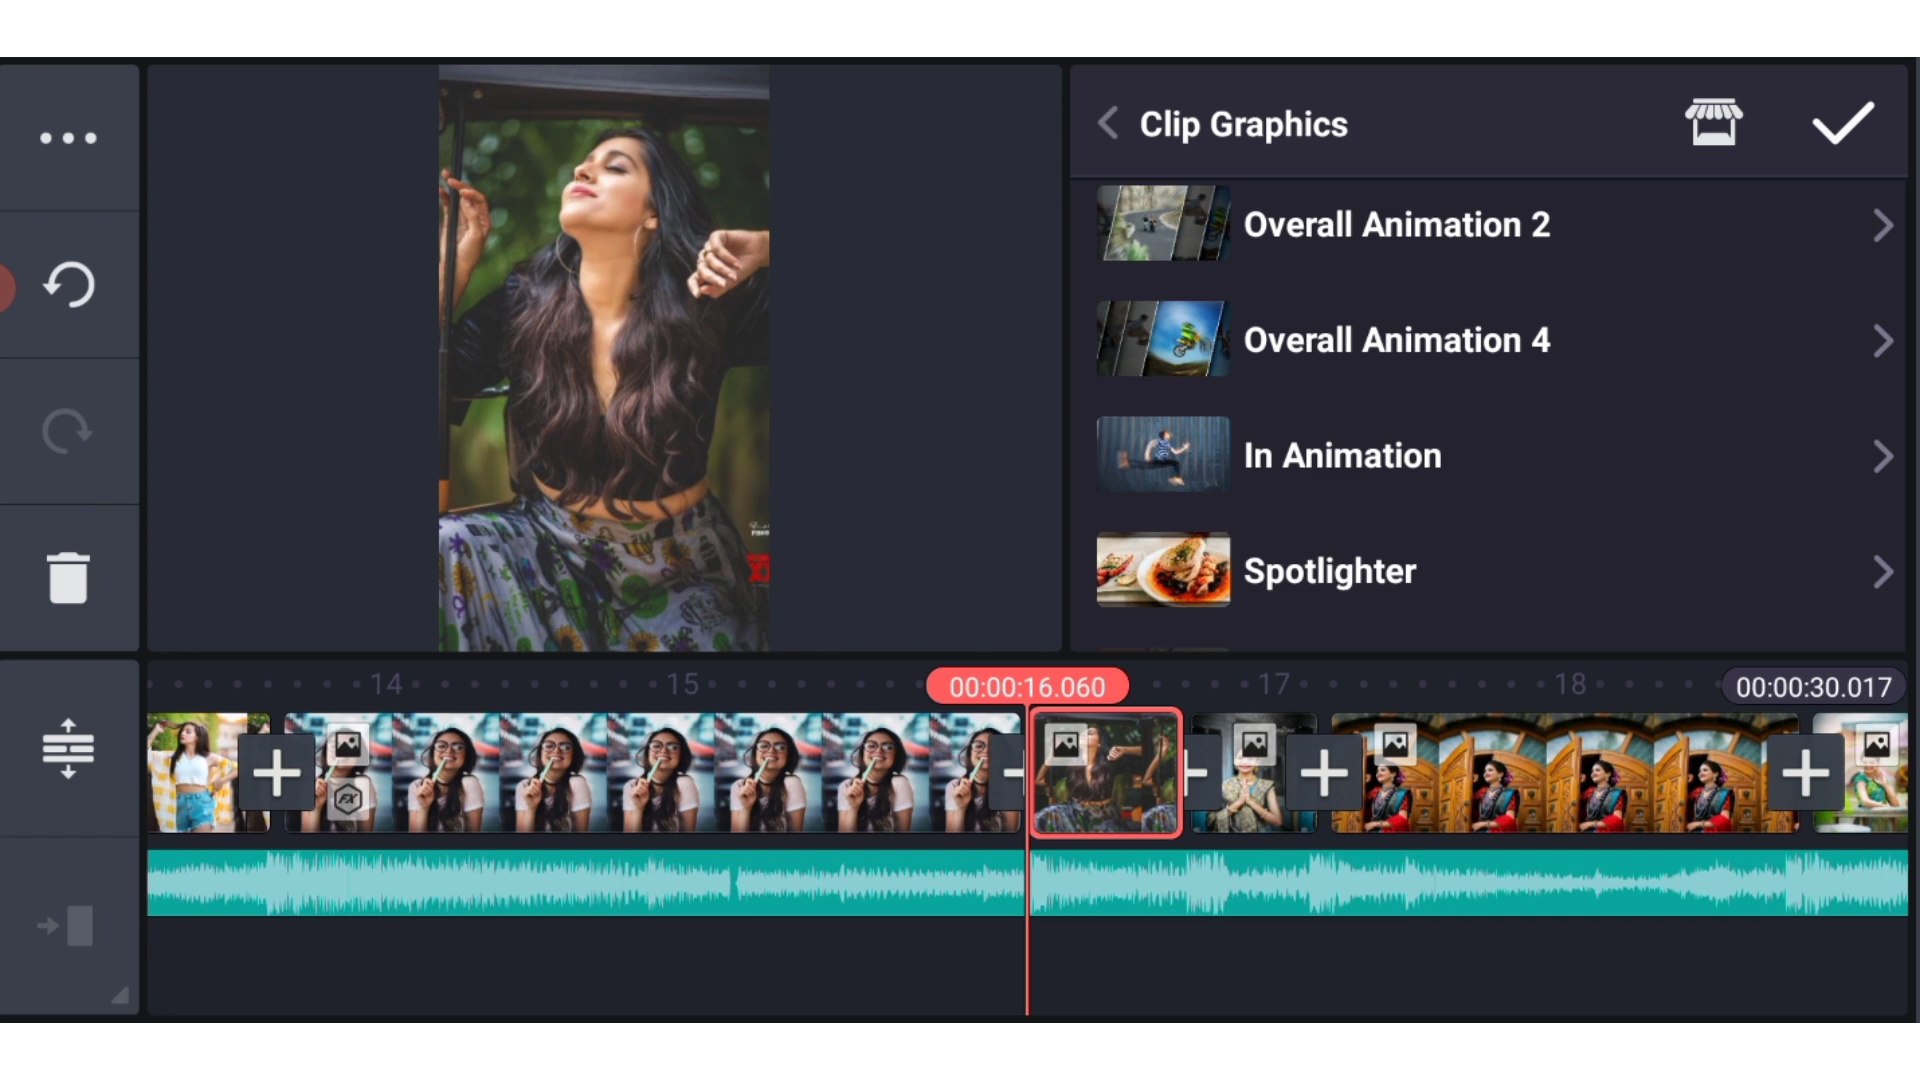 Clip Graphics
Overall Animation 2
Overall Animation 4
In Animation
Spotlighter
14
15
00:00:16.060
17
18
00:00:30.017
FX